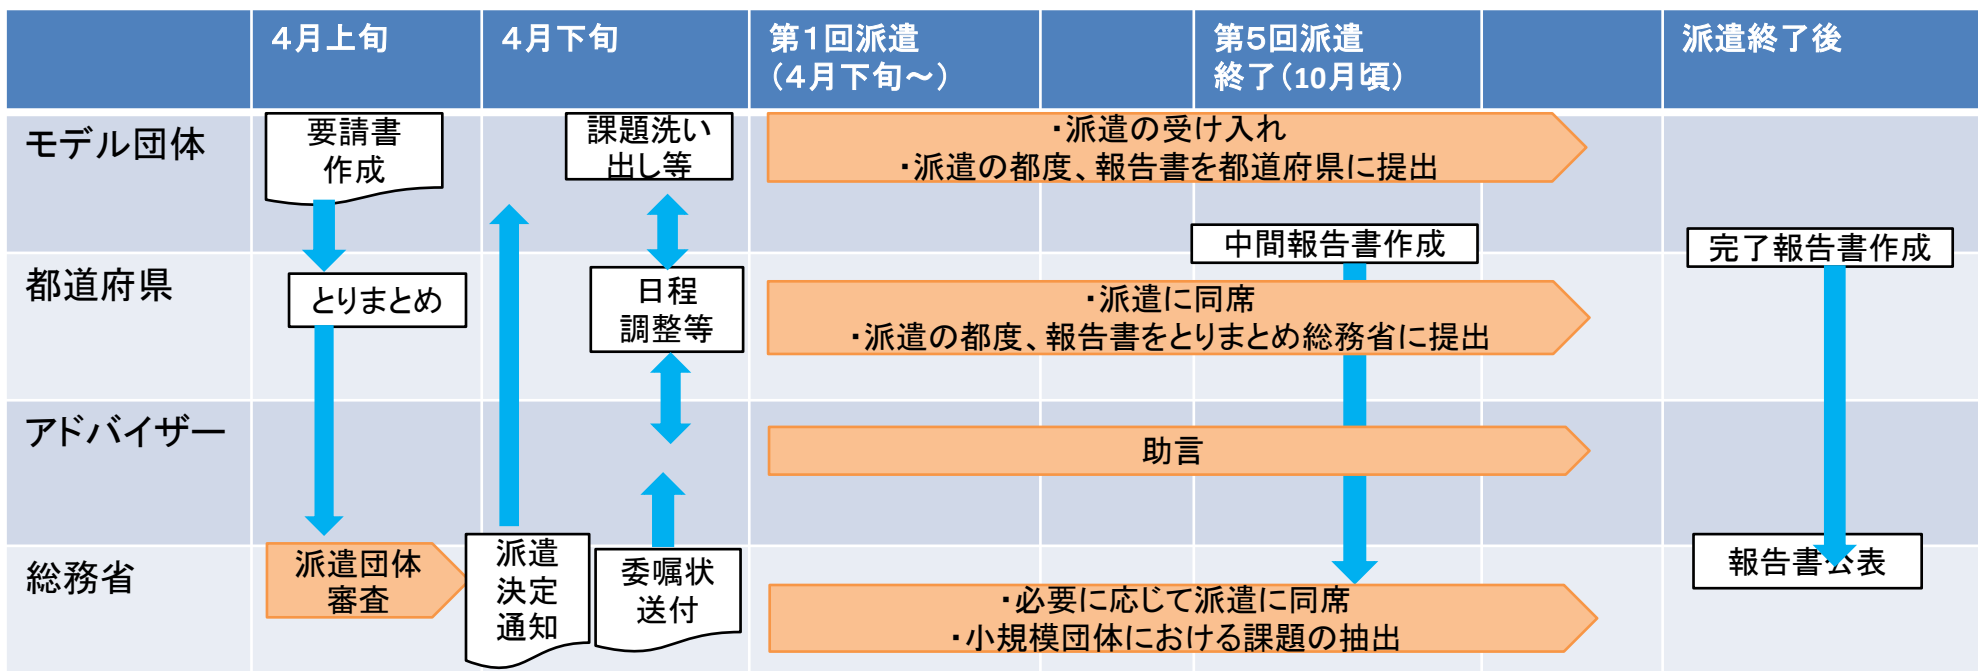 4月上旬
4月下旬
第1回派遣
(4月下旬～)
第5回派遣
終了(10月頃)
派遣終了後
モデル団体
要請書
作成
課題洗い
出し等
・派遣の受け入れ
・派遣の都度、報告書を都道府県に提出
都道府県
とりまとめ
日程
調整等
中間報告書作成
・派遣に同席
・派遣の都度、報告書をとりまとめ総務省に提出
完了報告書作成
アドバイザー
助言
総務省
派遣団体
審査
派遣
決定
通知
委嘱状
送付
・必要に応じて派遣に同席
・小規模団体における課題の抽出
報告書公表